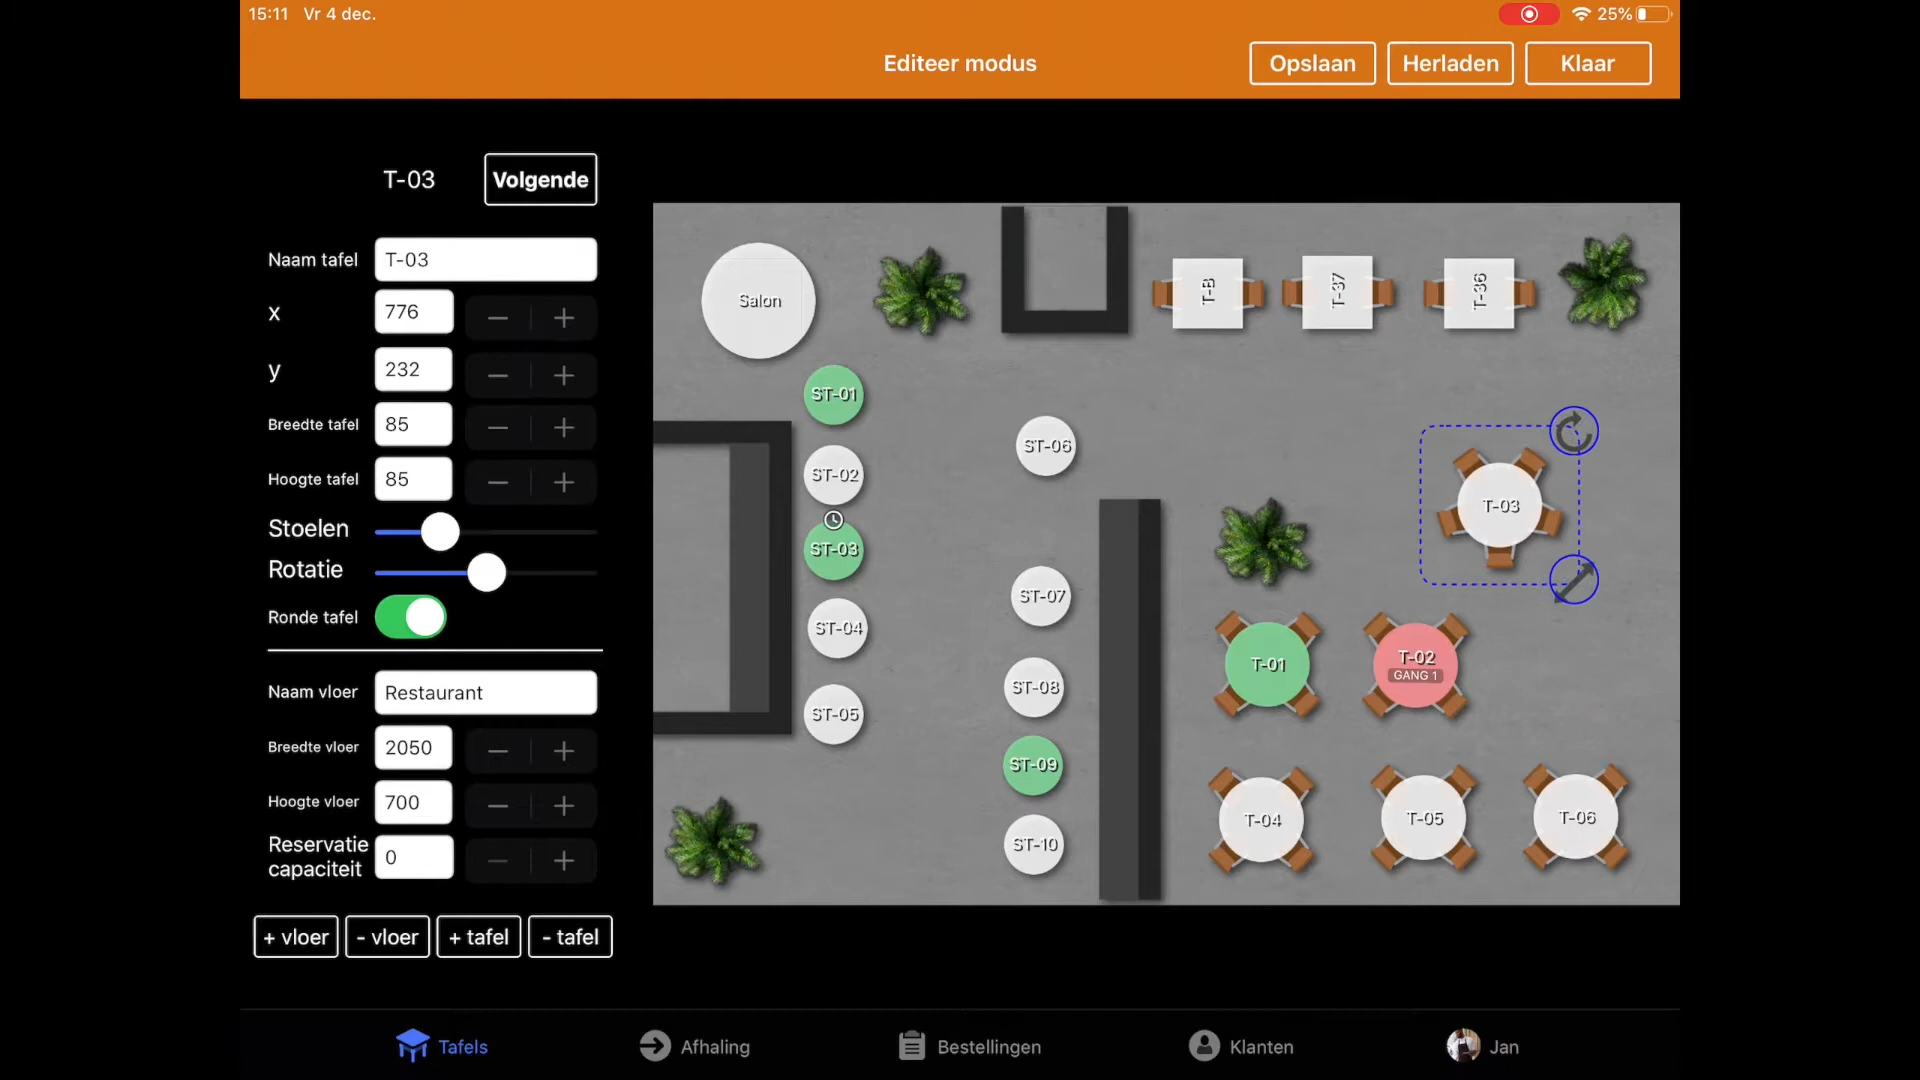 15:11 Vr 4 dec.
25%
Editeer modus
Opslaan
Herladen
Klaar
T-03
Volgende
Naam tafel T-03
x 776
y 232
Breedte tafel 85
Hoogte tafel 85
Stoelen
Rotatie
Ronde tafel
Naam vloer Restaurant
Breedte vloer 2050
Hoogte vloer 700
Reservatie
capaciteit 0
+ vloer
- vloer
+ tafel
- tafel
Salon
T-B
T-37
T-36
ST-01
ST-02
ST-03
ST-04
ST-05
ST-06
ST-07
ST-08
ST-09
ST-10
T-03
T-01
T-02
GANG 1
T-04
T-05
T-06
Tafels
Afhaling
Bestellingen
Klanten
Jan